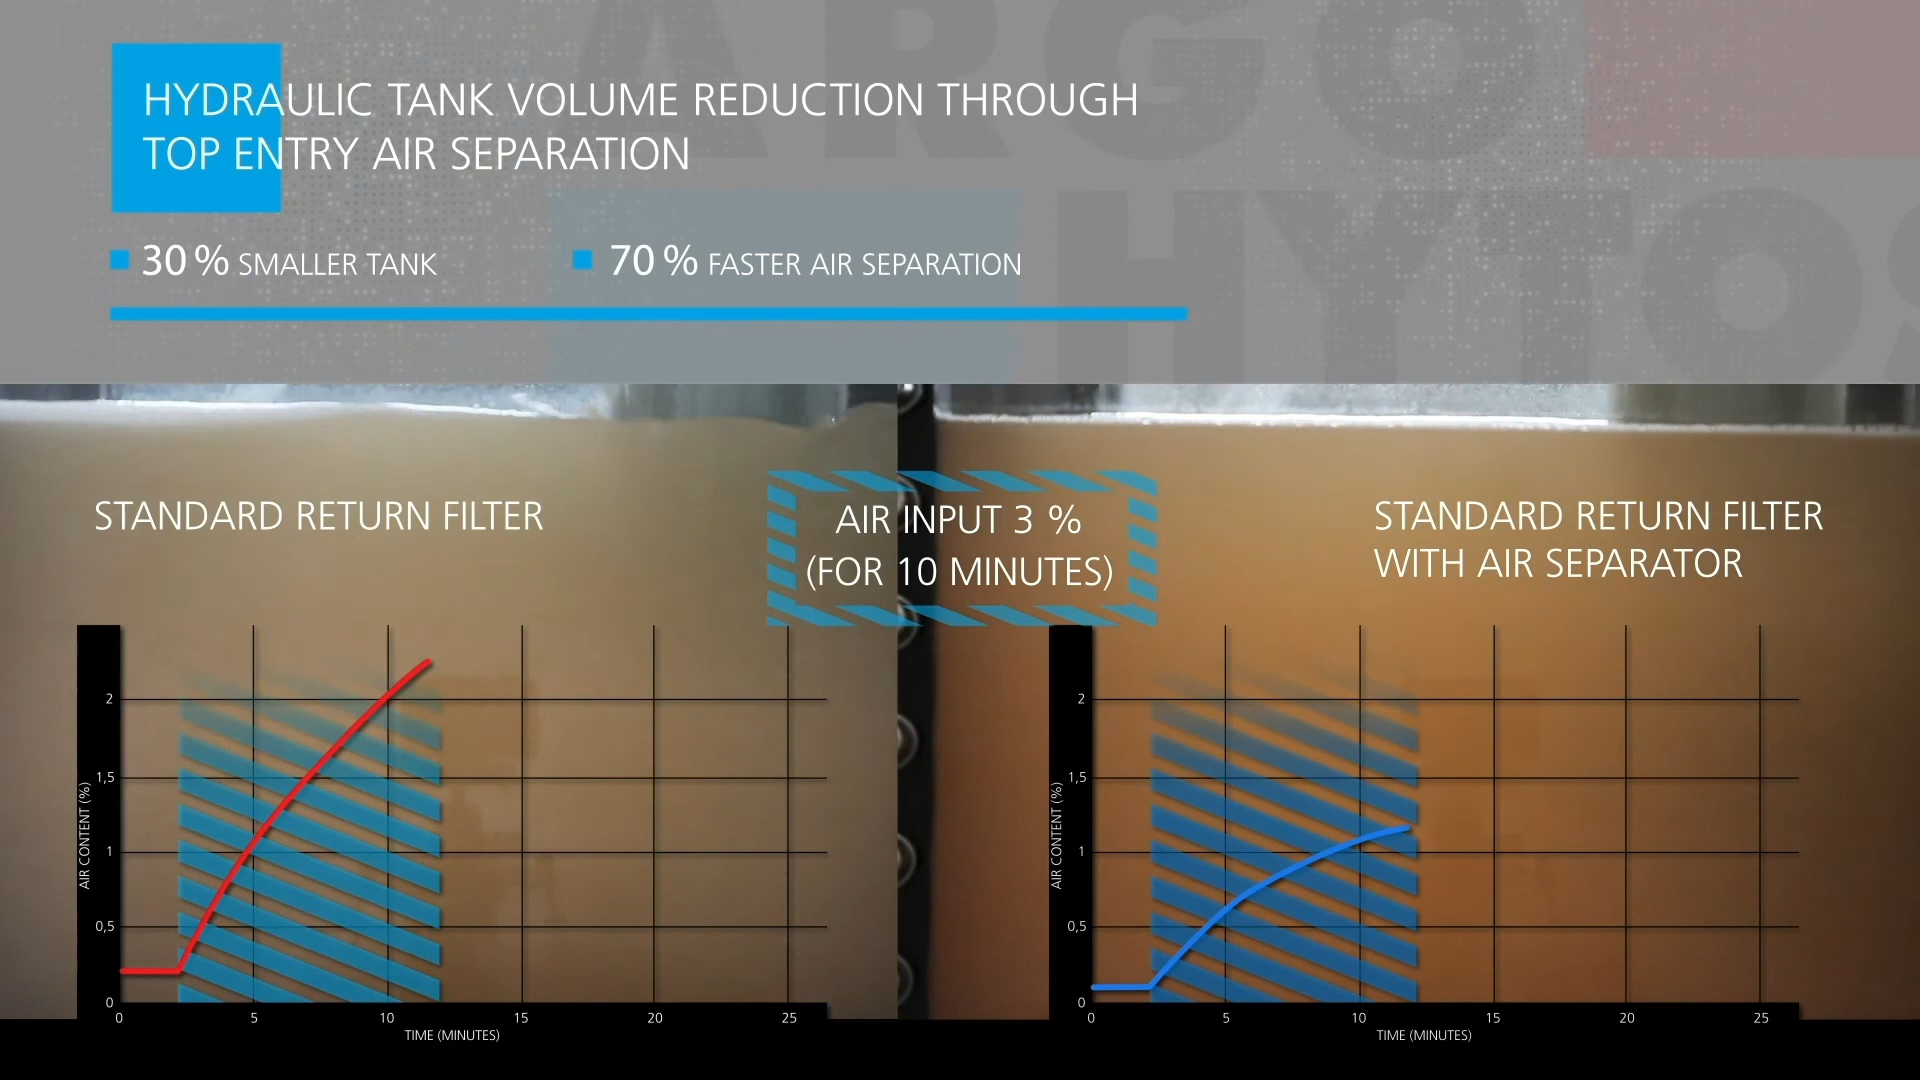 ARGO
HYTOS
HYDRAULIC TANK VOLUME REDUCTION THROUGH
TOP ENTRY AIR SEPARATION
30 % SMALLER TANK
70 % FASTER AIR SEPARATION
STANDARD RETURN FILTER
AIR INPUT 3 %
(FOR 10 MINUTES)
STANDARD RETURN FILTER
WITH AIR SEPARATOR
2
1,5
1
0,5
0
AIR CONTENT (%)
0 5 10 15 20 25
TIME (MINUTES)
2
1,5
1
0,5
0
AIR CONTENT (%)
0 5 10 15 20 25
TIME (MINUTES)